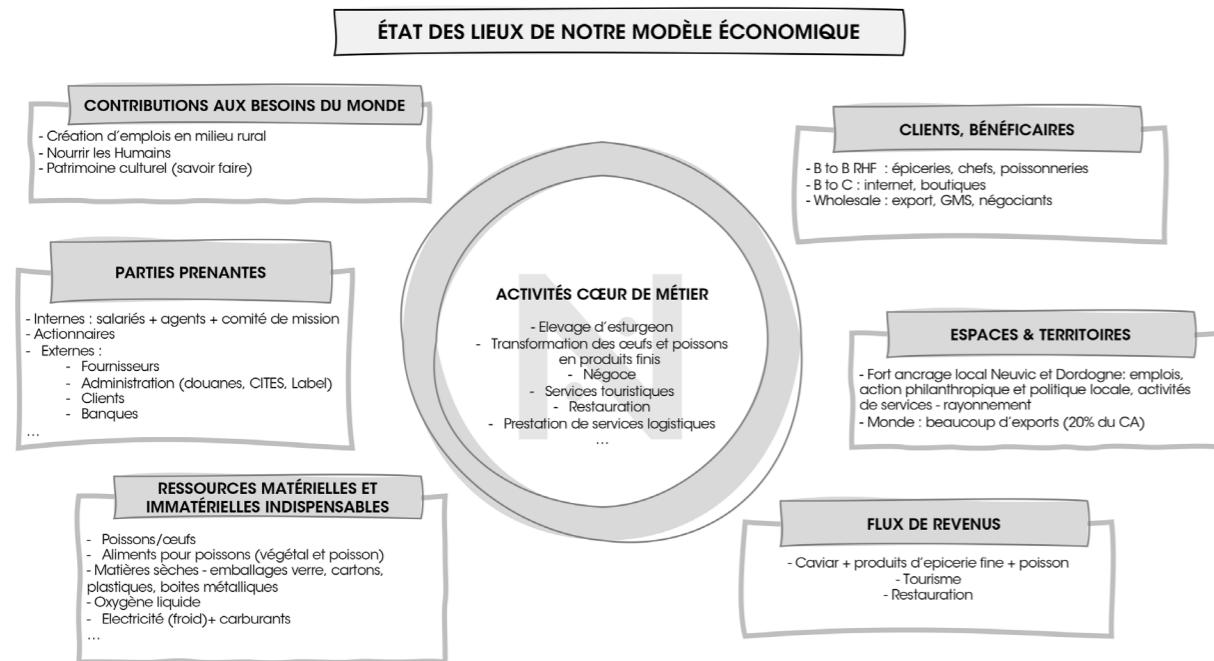 ÉTAT DES LIEUX DE NOTRE MODÈLE ÉCONOMIQUE
CONTRIBUTIONS AUX BESOINS DU MONDE
- Création d'emplois en milieu rural
- Nourrir les Humains
- Patrimoine culturel (savoir faire)
PARTIES PRENANTES
- Internes : salariés + agents + comité de mission
- Actionnaires
- Externes :
- Fournisseurs
- Administration (douanes, CITES, Label)
- Clients
- Banques
...
RESSOURCES MATÉRIELLES ET
IMMATÉRIELLES INDISPENSABLES
- Poissons/œufs
- Aliments pour poissons (végétal et poisson)
- Matières sèches - emballages verre, cartons,
plastiques, boites métalliques
- Oxygène liquide
- Electricité (froid)+ carburants
...
N
ACTIVITÉS CŒUR DE MÉTIER
- Elevage d'esturgeon
- Transformation des œufs et poissons
en produits finis
- Négoce
- Services touristiques
- Restauration
- Prestation de services logistiques
...
CLIENTS, BÉNÉFICAIRES
- B to B RHF : épiceries, chefs, poissonneries
- B to C : internet, boutiques
- Wholesale : export, GMS, négociants
ESPACES & TERRITOIRES
- Fort ancrage local Neuvic et Dordogne: emplois,
action philanthropique et politique locale, activités
de services - rayonnement
- Monde : beaucoup d'exports (20% du CA)
FLUX DE REVENUS
- Caviar + produits d'epicerie fine + poisson
- Tourisme
- Restauration